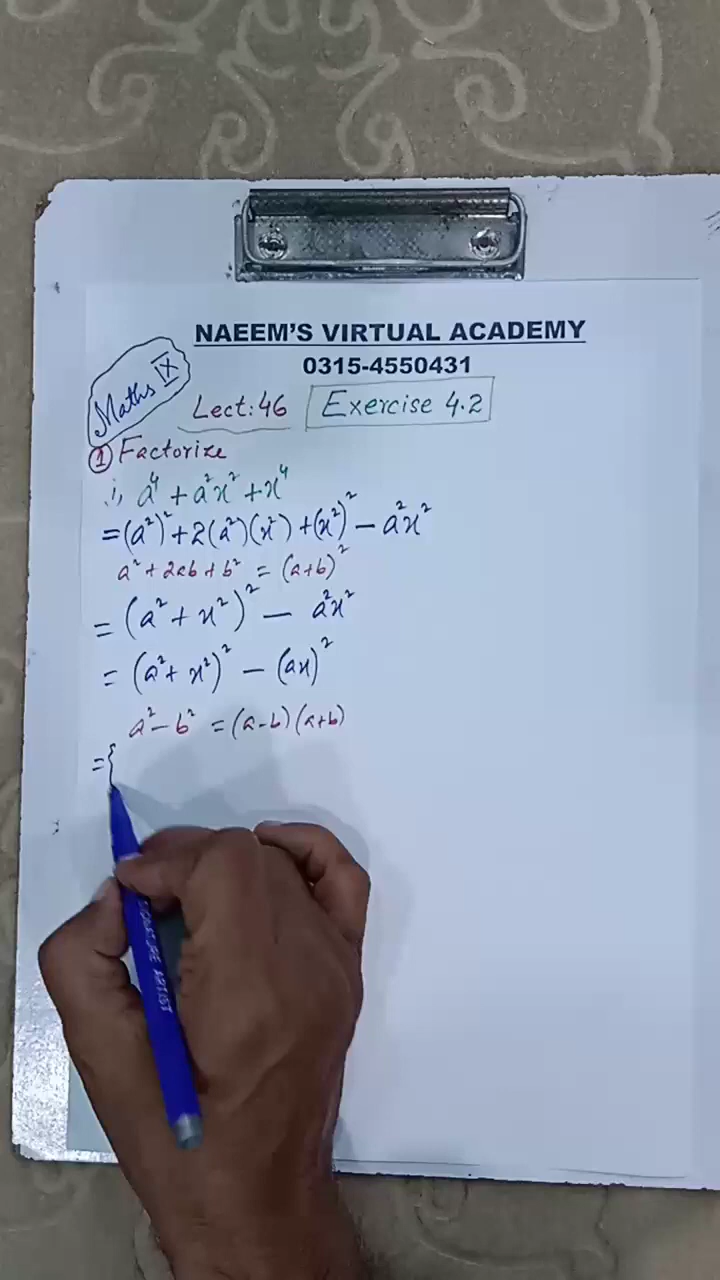 NAEEM'S VIRTUAL ACADEMY
0315-4550431
Maths IX
Lect:46 Exercise 4.2
① Factorize
i, a⁴ + a²x² + x⁴
= (a²)² + 2(a²)(x²) + (x²)² - a²x²
a² + 2ab + b² = (a+b)²
= (a² + x²)² - a²x²
= (a² + x²)² - (ax)²
a² - b² = (a-b)(a+b)
= {